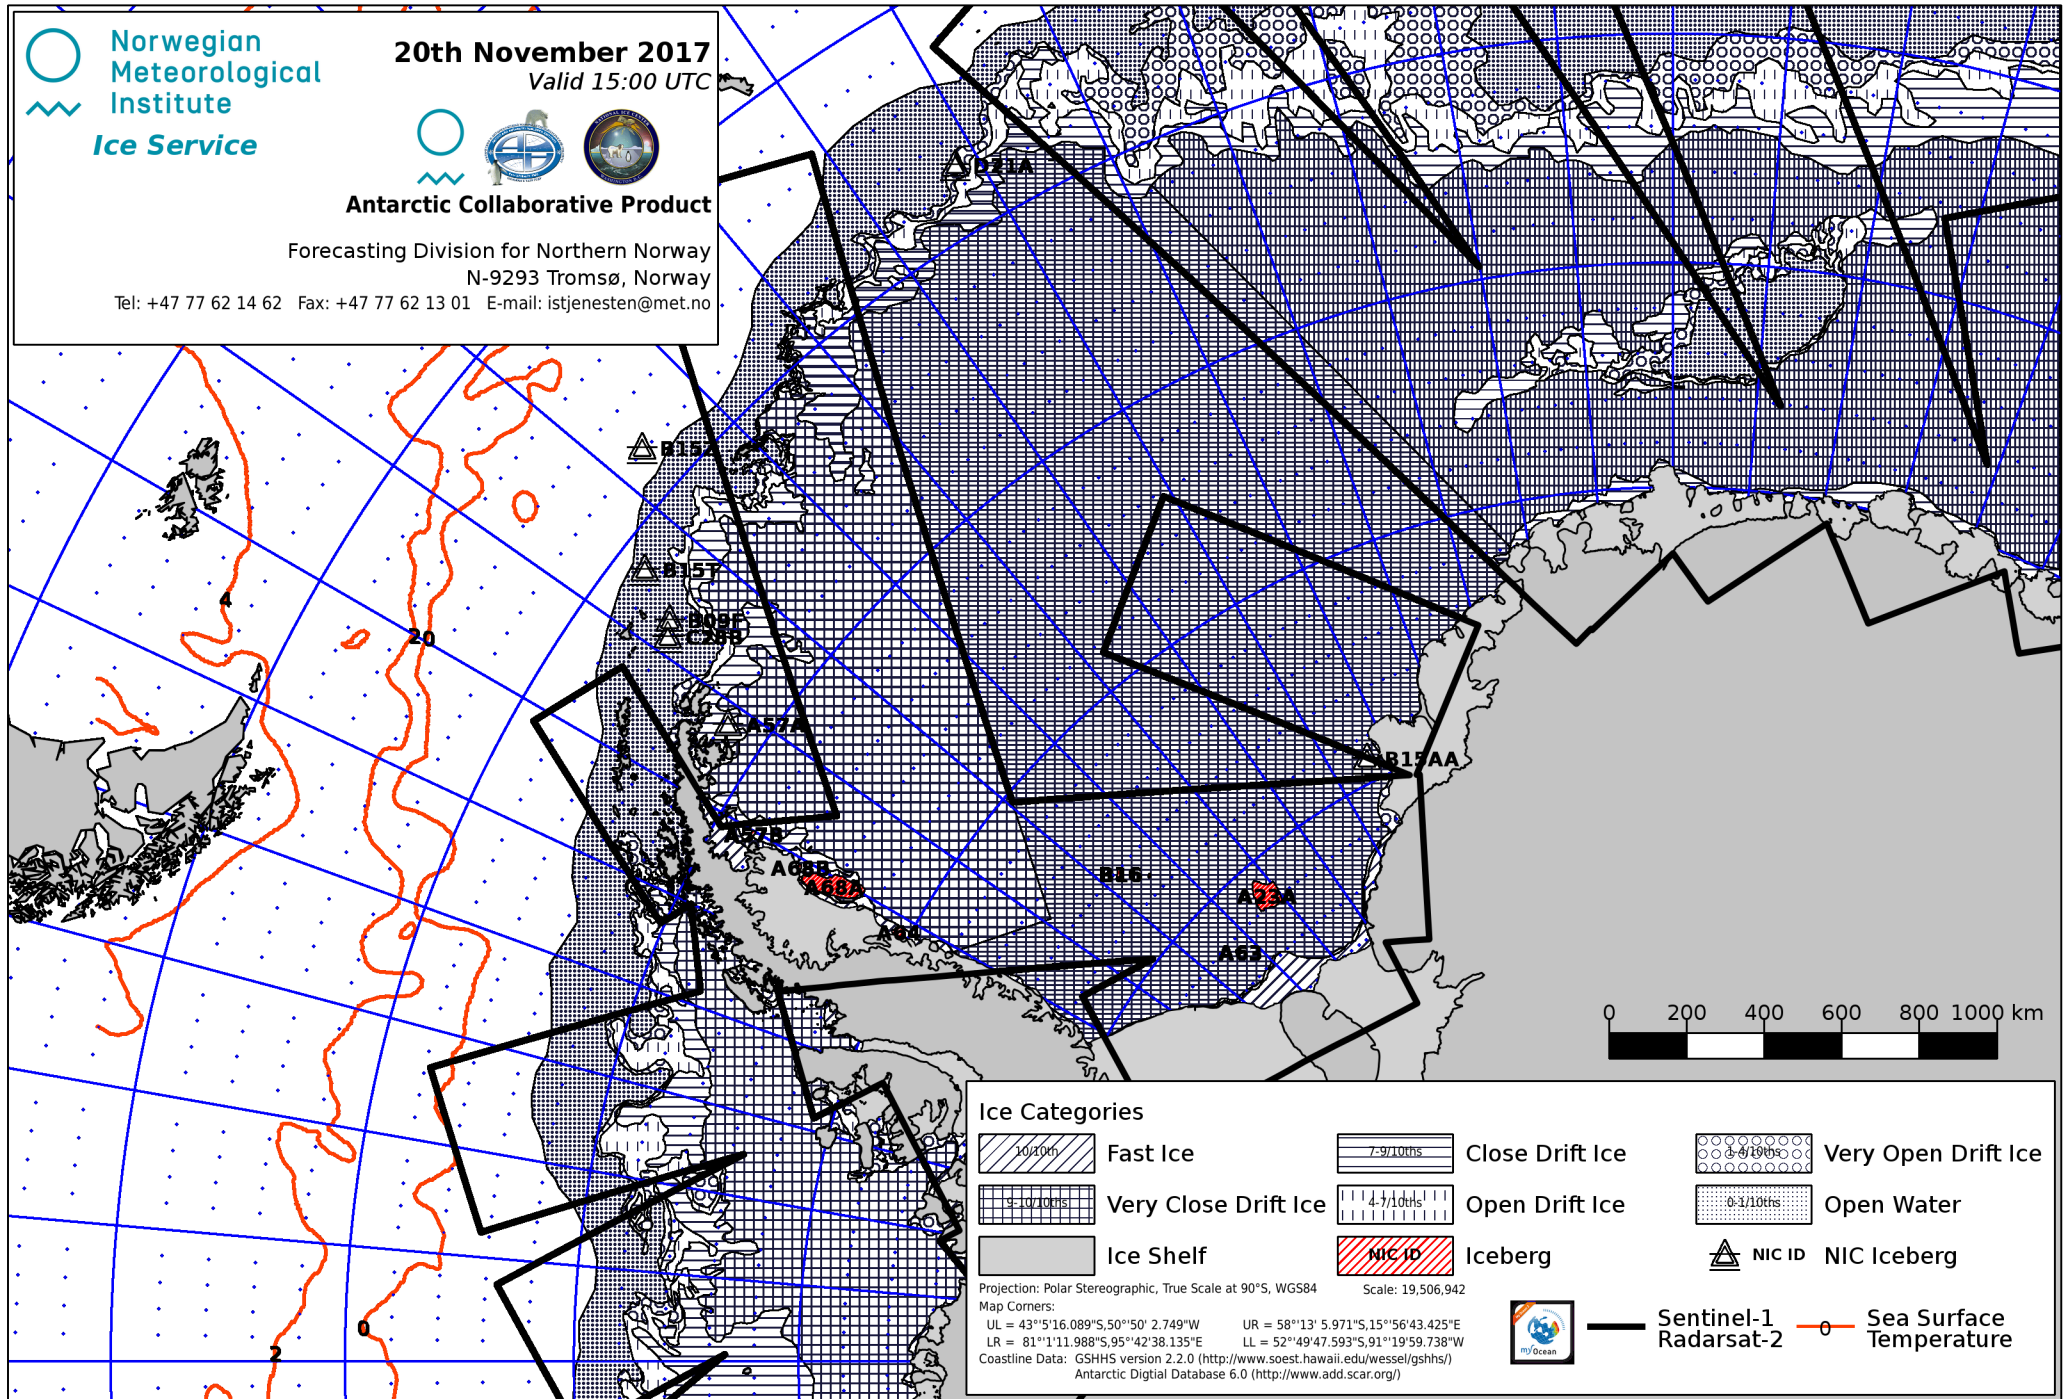 Norwegian
Meteorological
Institute
Ice Service
20th November 2017
Valid 15:00 UTC
Antarctic Collaborative Product
Forecasting Division for Northern Norway
N-9293 Tromsø, Norway
Tel: +47 77 62 14 62 Fax: +47 77 62 13 01 E-mail: istjenesten@met.no
D21A
B15T
B09F
C28B
A57A
B15AA
A57B
A68B
A68A
B16
A23A
A64
A63
4
20
0
2
0 200 400 600 800 1000 km
Ice Categories
10/10th Fast Ice
7-9/10ths Close Drift Ice
1-4/10ths Very Open Drift Ice
9-10/10ths Very Close Drift Ice
4-7/10ths Open Drift Ice
0-1/10ths Open Water
Ice Shelf
NIC ID Iceberg
NIC ID NIC Iceberg
Projection: Polar Stereographic, True Scale at 90°S, WGS84 Scale: 19,506,942
Map Corners:
UL = 43°'5'16.089"S,50°'50' 2.749"W UR = 58°'13' 5.971"S,15°'56'43.425"E
LR = 81°'1'11.988"S,95°'42'38.135"E LL = 52°'49'47.593"S,91°'19'59.738"W
Coastline Data: GSHHS version 2.2.0 (http://www.soest.hawaii.edu/wessel/gshhs/)
Antarctic Digtial Database 6.0 (http://www.add.scar.org/)
myOcean
Sentinel-1
Radarsat-2
0
Sea Surface
Temperature